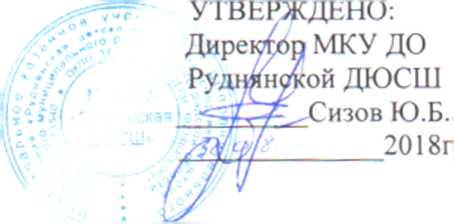 УТВЕРЖДЕНО:
Директор МКУ ДО
Руднянской ДЮСШ
Сизов Ю.Б.
2018г